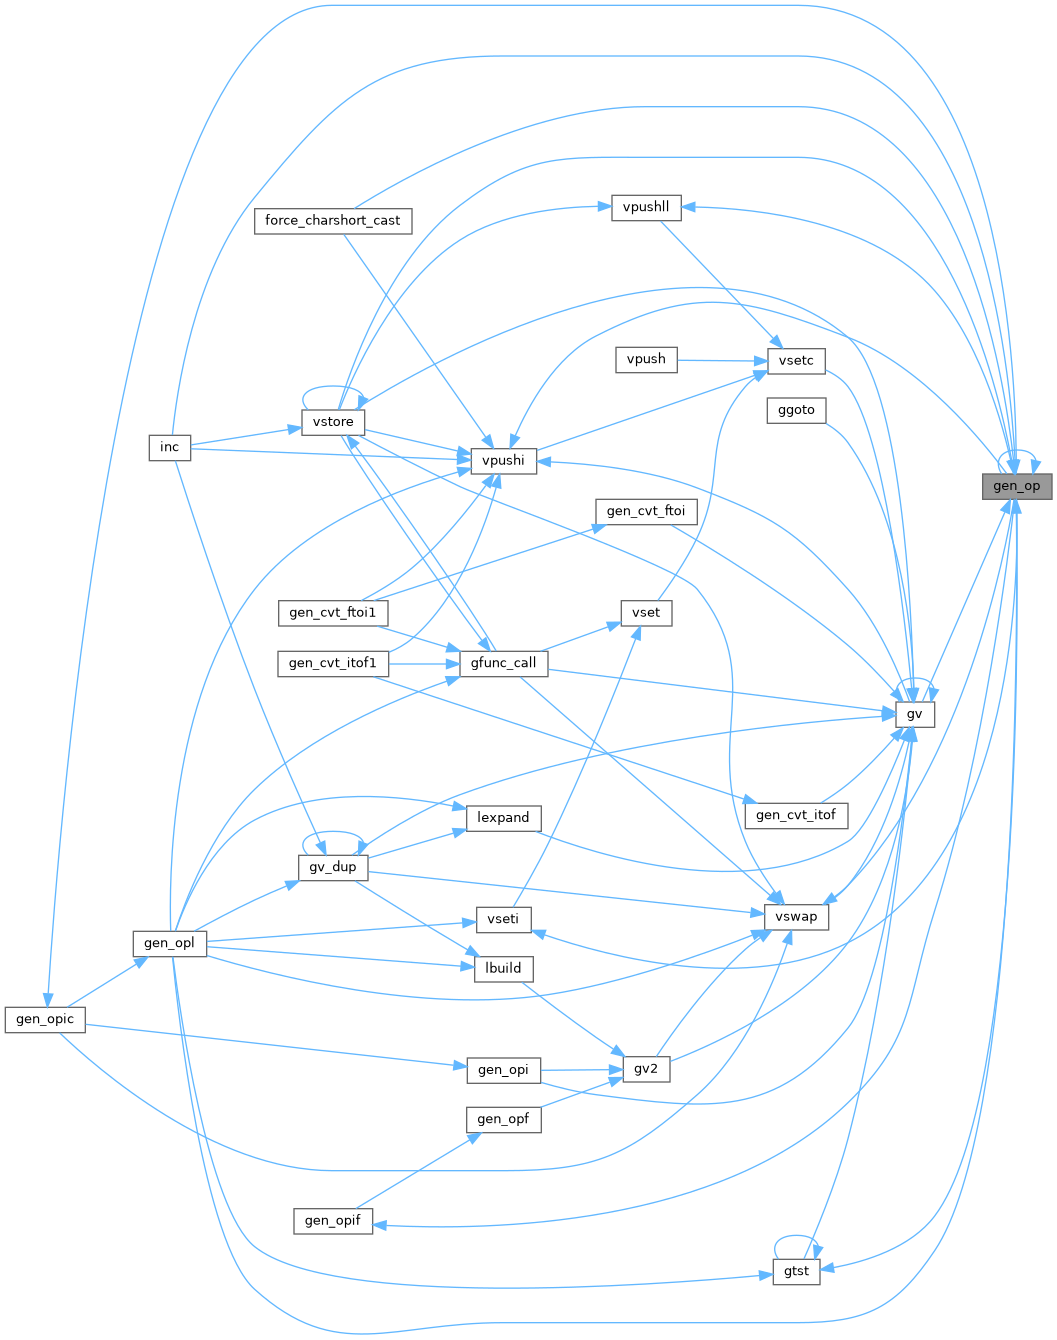 vpushll
force_charshort_cast
vpush
vsetc
ggoto
vstore
inc
vpushi
gen_op
gen_cvt_ftoi
gen_cvt_ftoi1
vset
gen_cvt_itof1
gfunc_call
gv
lexpand
gen_cvt_itof
gv_dup
vseti
vswap
gen_opl
lbuild
gen_opic
gen_opi
gv2
gen_opf
gen_opif
gtst